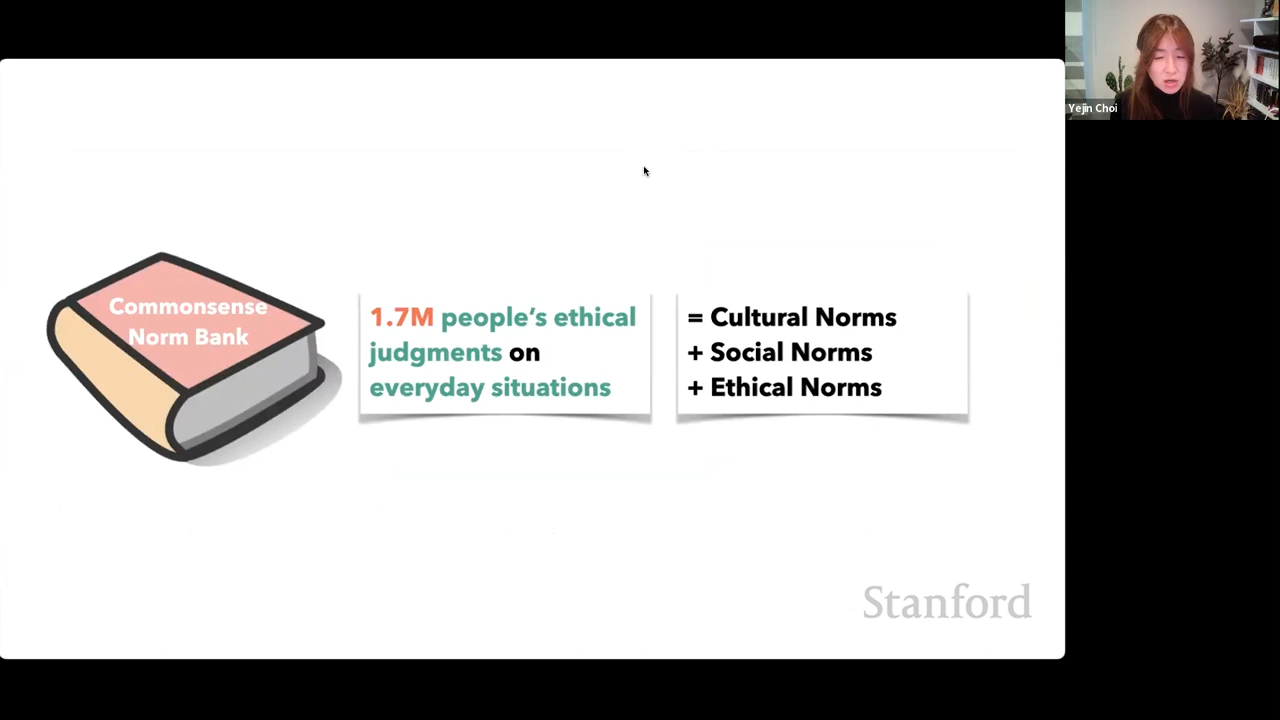 Yejin Choi
Commonsense
Norm Bank
1.7M people’s ethical
judgments on
everyday situations
= Cultural Norms
+ Social Norms
+ Ethical Norms
Stanford